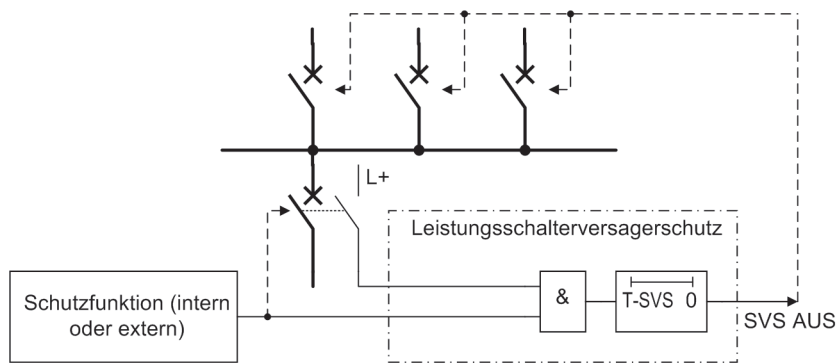 L+
Leistungsschalterversagerschutz
Schutzfunktion (intern
oder extern)
&
T-SVS 0
SVS AUS